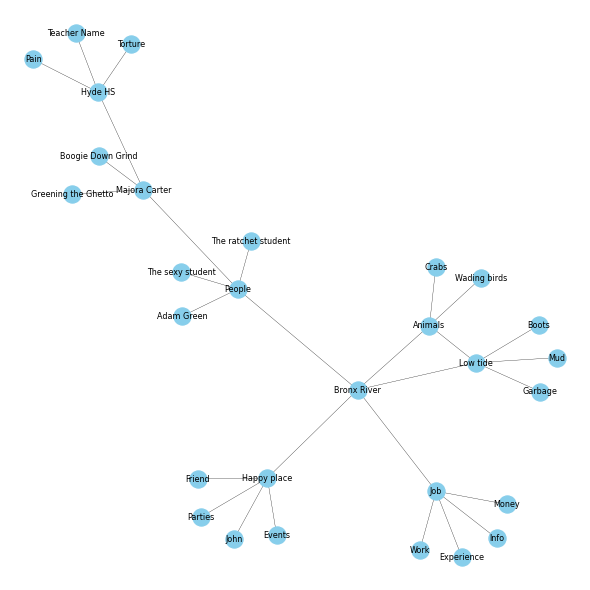 Teacher Name
Torture
Pain
Hyde HS
Boogie Down Grind
Majora Carter
Greening the Ghetto
The ratchet student
The sexy student
People
Adam Green
Crabs
Wading birds
Animals
Boots
Mud
Low tide
Garbage
Bronx River
Happy place
Friend
Job
Money
Parties
Events
John
Info
Work
Experience